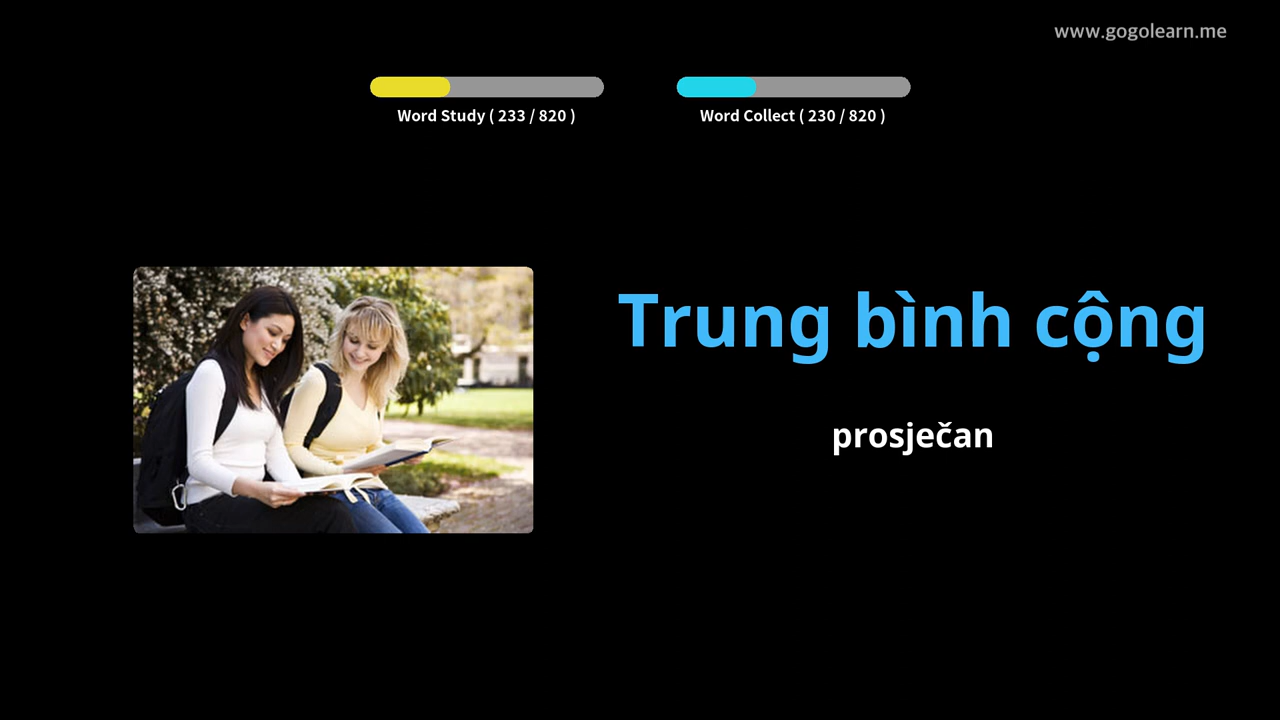 www.gogolearn.me
Word Study ( 233 / 820 )
Word Collect ( 230 / 820 )
Trung bình cộng
prosječan